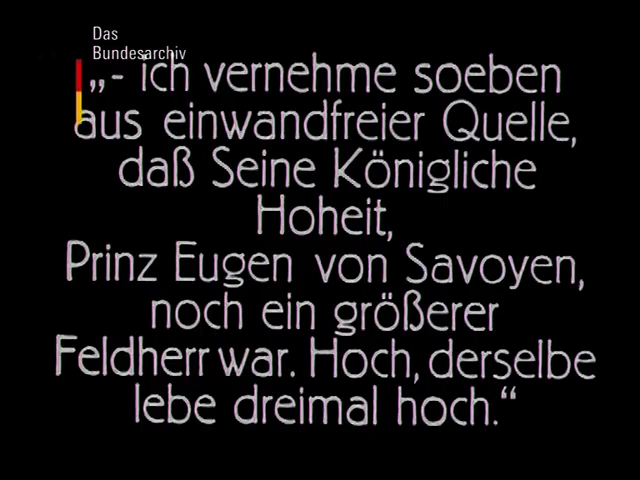 Das
Bundesarchiv
„- ich vernehme soeben
aus einwandfreier Quelle,
daß Seine Königliche
Hoheit,
Prinz Eugen von Savoyen,
noch ein größerer
Feldherr war. Hoch, derselbe
lebe dreimal hoch.“